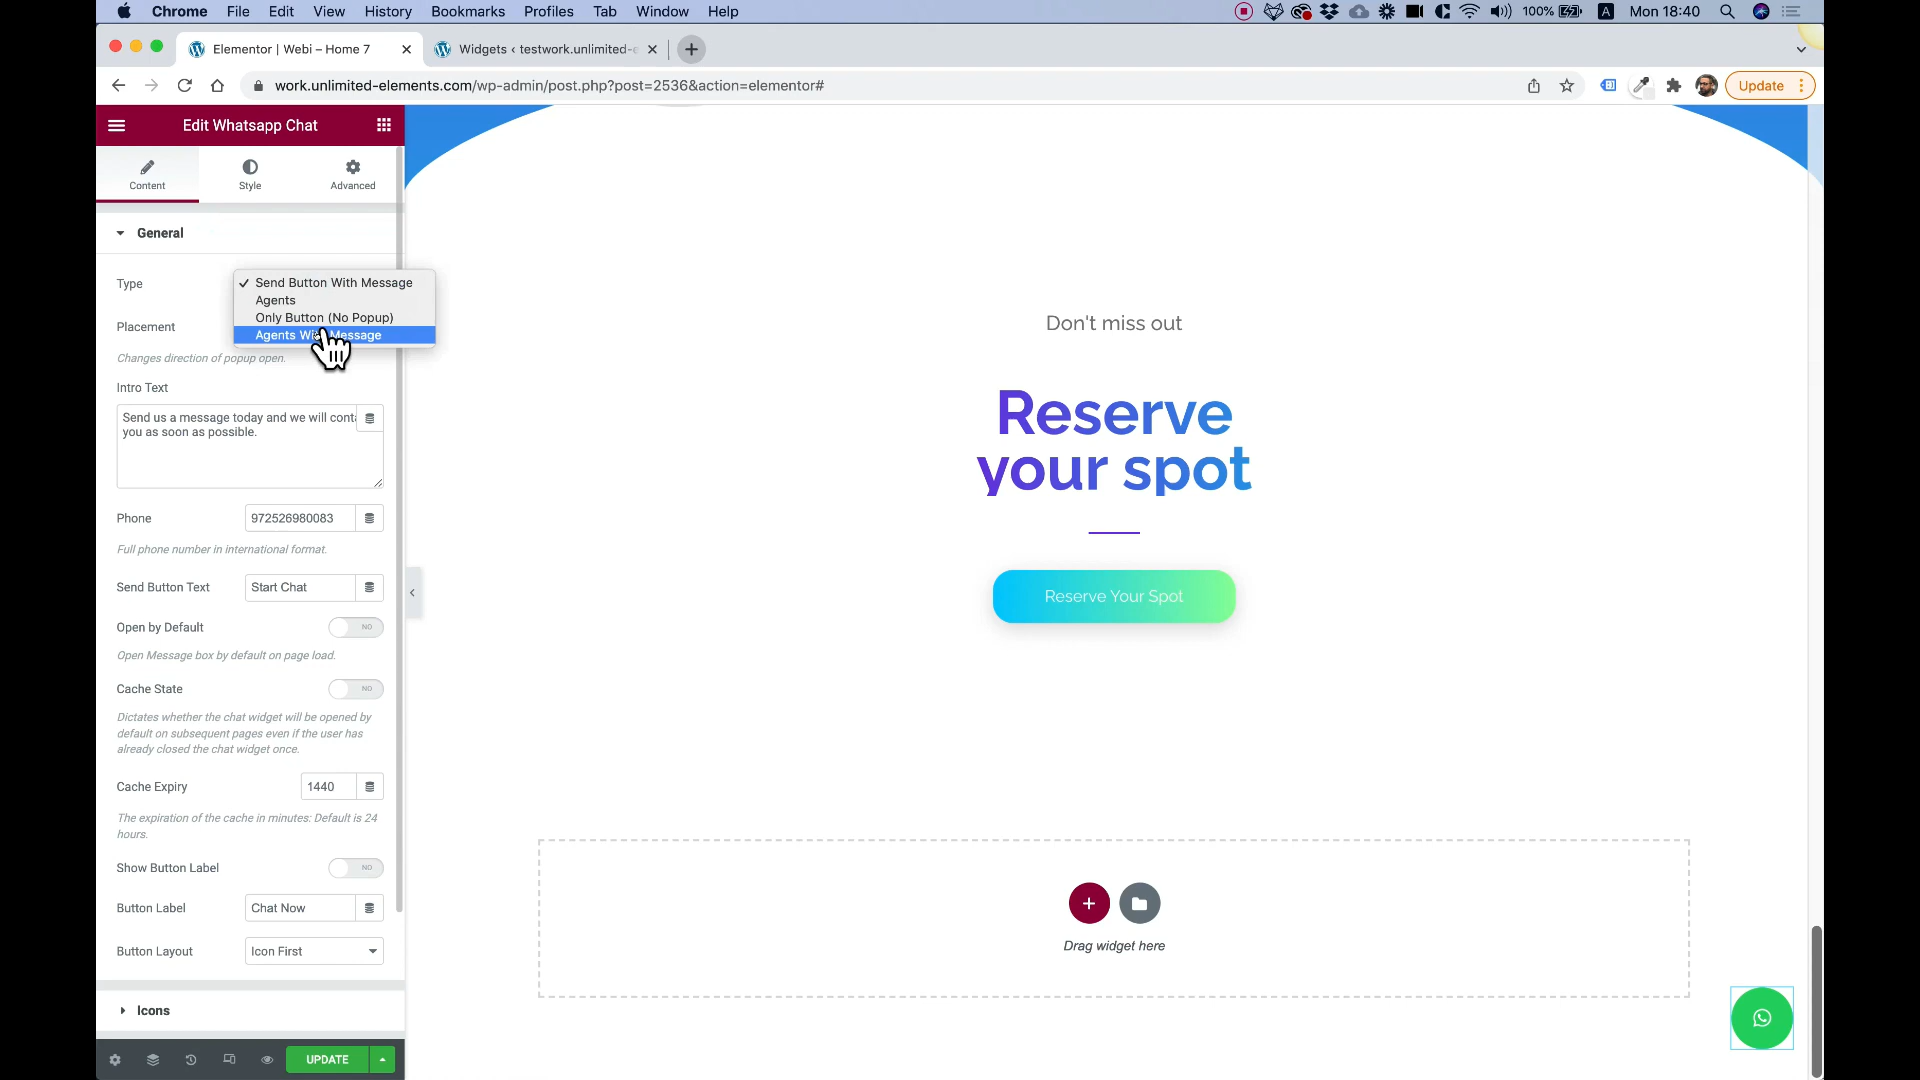 Chrome File Edit View History Bookmarks Profiles Tab Window Help 100% A Mon 18:40
Elementor | Webi – Home 7 Widgets ‹ testwork.unlimited-e
work.unlimited-elements.com/wp-admin/post.php?post=2536&action=elementor# Update
Edit Whatsapp Chat
Content Style Advanced
General
Type
Send Button With Message
Agents
Only Button (No Popup)
Agents With Message
Placement
Changes direction of popup open.
Intro Text
Send us a message today and we will conta
you as soon as possible.
Phone 972526980083
Full phone number in international format.
Send Button Text Start Chat
Open by Default NO
Open Message box by default on page load.
Cache State NO
Dictates whether the chat widget will be opened by
default on subsequent pages even if the user has
already closed the chat widget once.
Cache Expiry 1440
The expiration of the cache in minutes: Default is 24
hours.
Show Button Label NO
Button Label Chat Now
Button Layout Icon First
Icons
UPDATE
Don't miss out
Reserve
your spot
Reserve Your Spot
Drag widget here